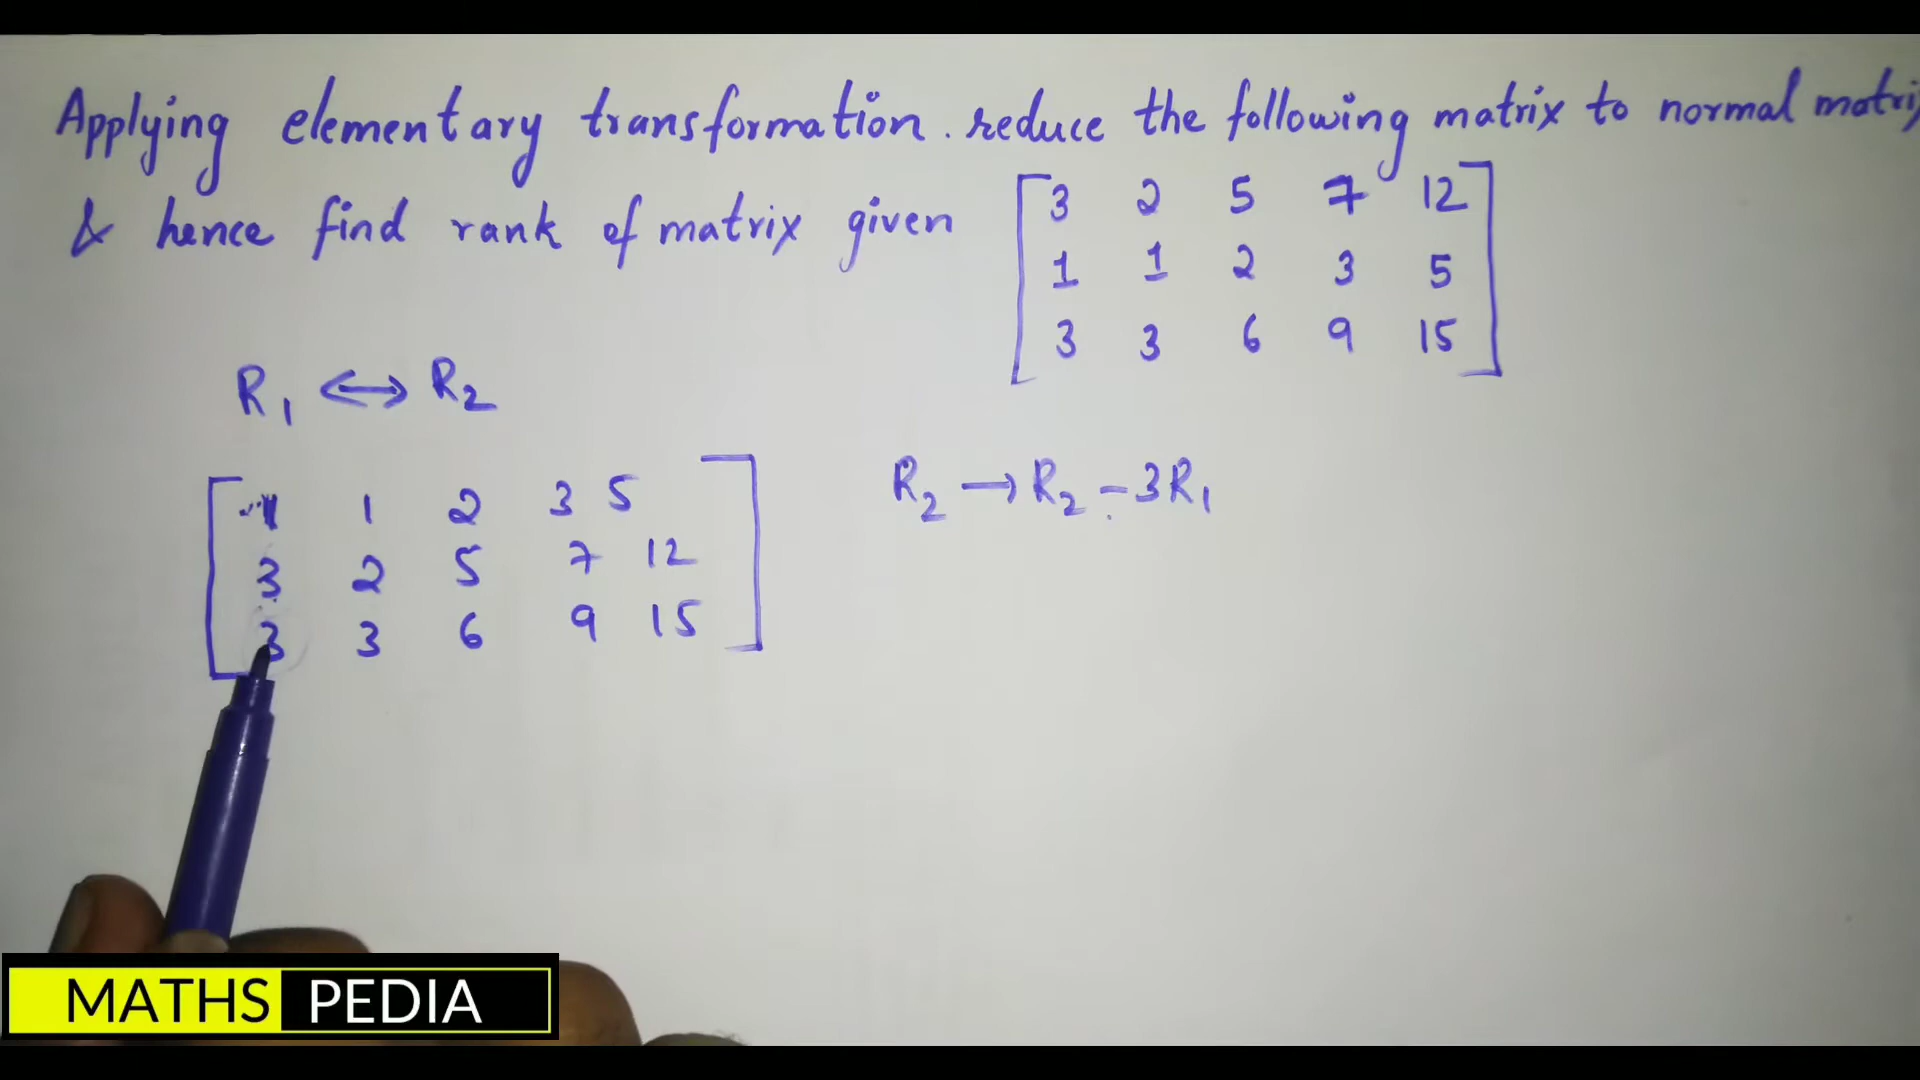 Applying elementary transformation. reduce the following matrix to normal matrix
& hence find rank of matrix given
3 2 5 7 12
1 1 2 3 5
3 3 6 9 15
R₁ ↔ R₂
1 1 2 3 5
3 2 5 7 12
3 3 6 9 15
R₂ → R₂ - 3R₁
MATHS PEDIA